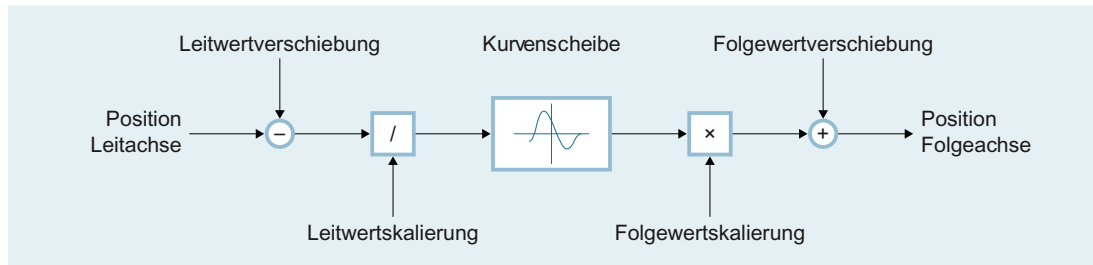 Leitwertverschiebung
Kurvenscheibe
Folgewertverschiebung
Position
Leitachse
−
/
×
+
Position
Folgeachse
Leitwertskalierung
Folgewertskalierung